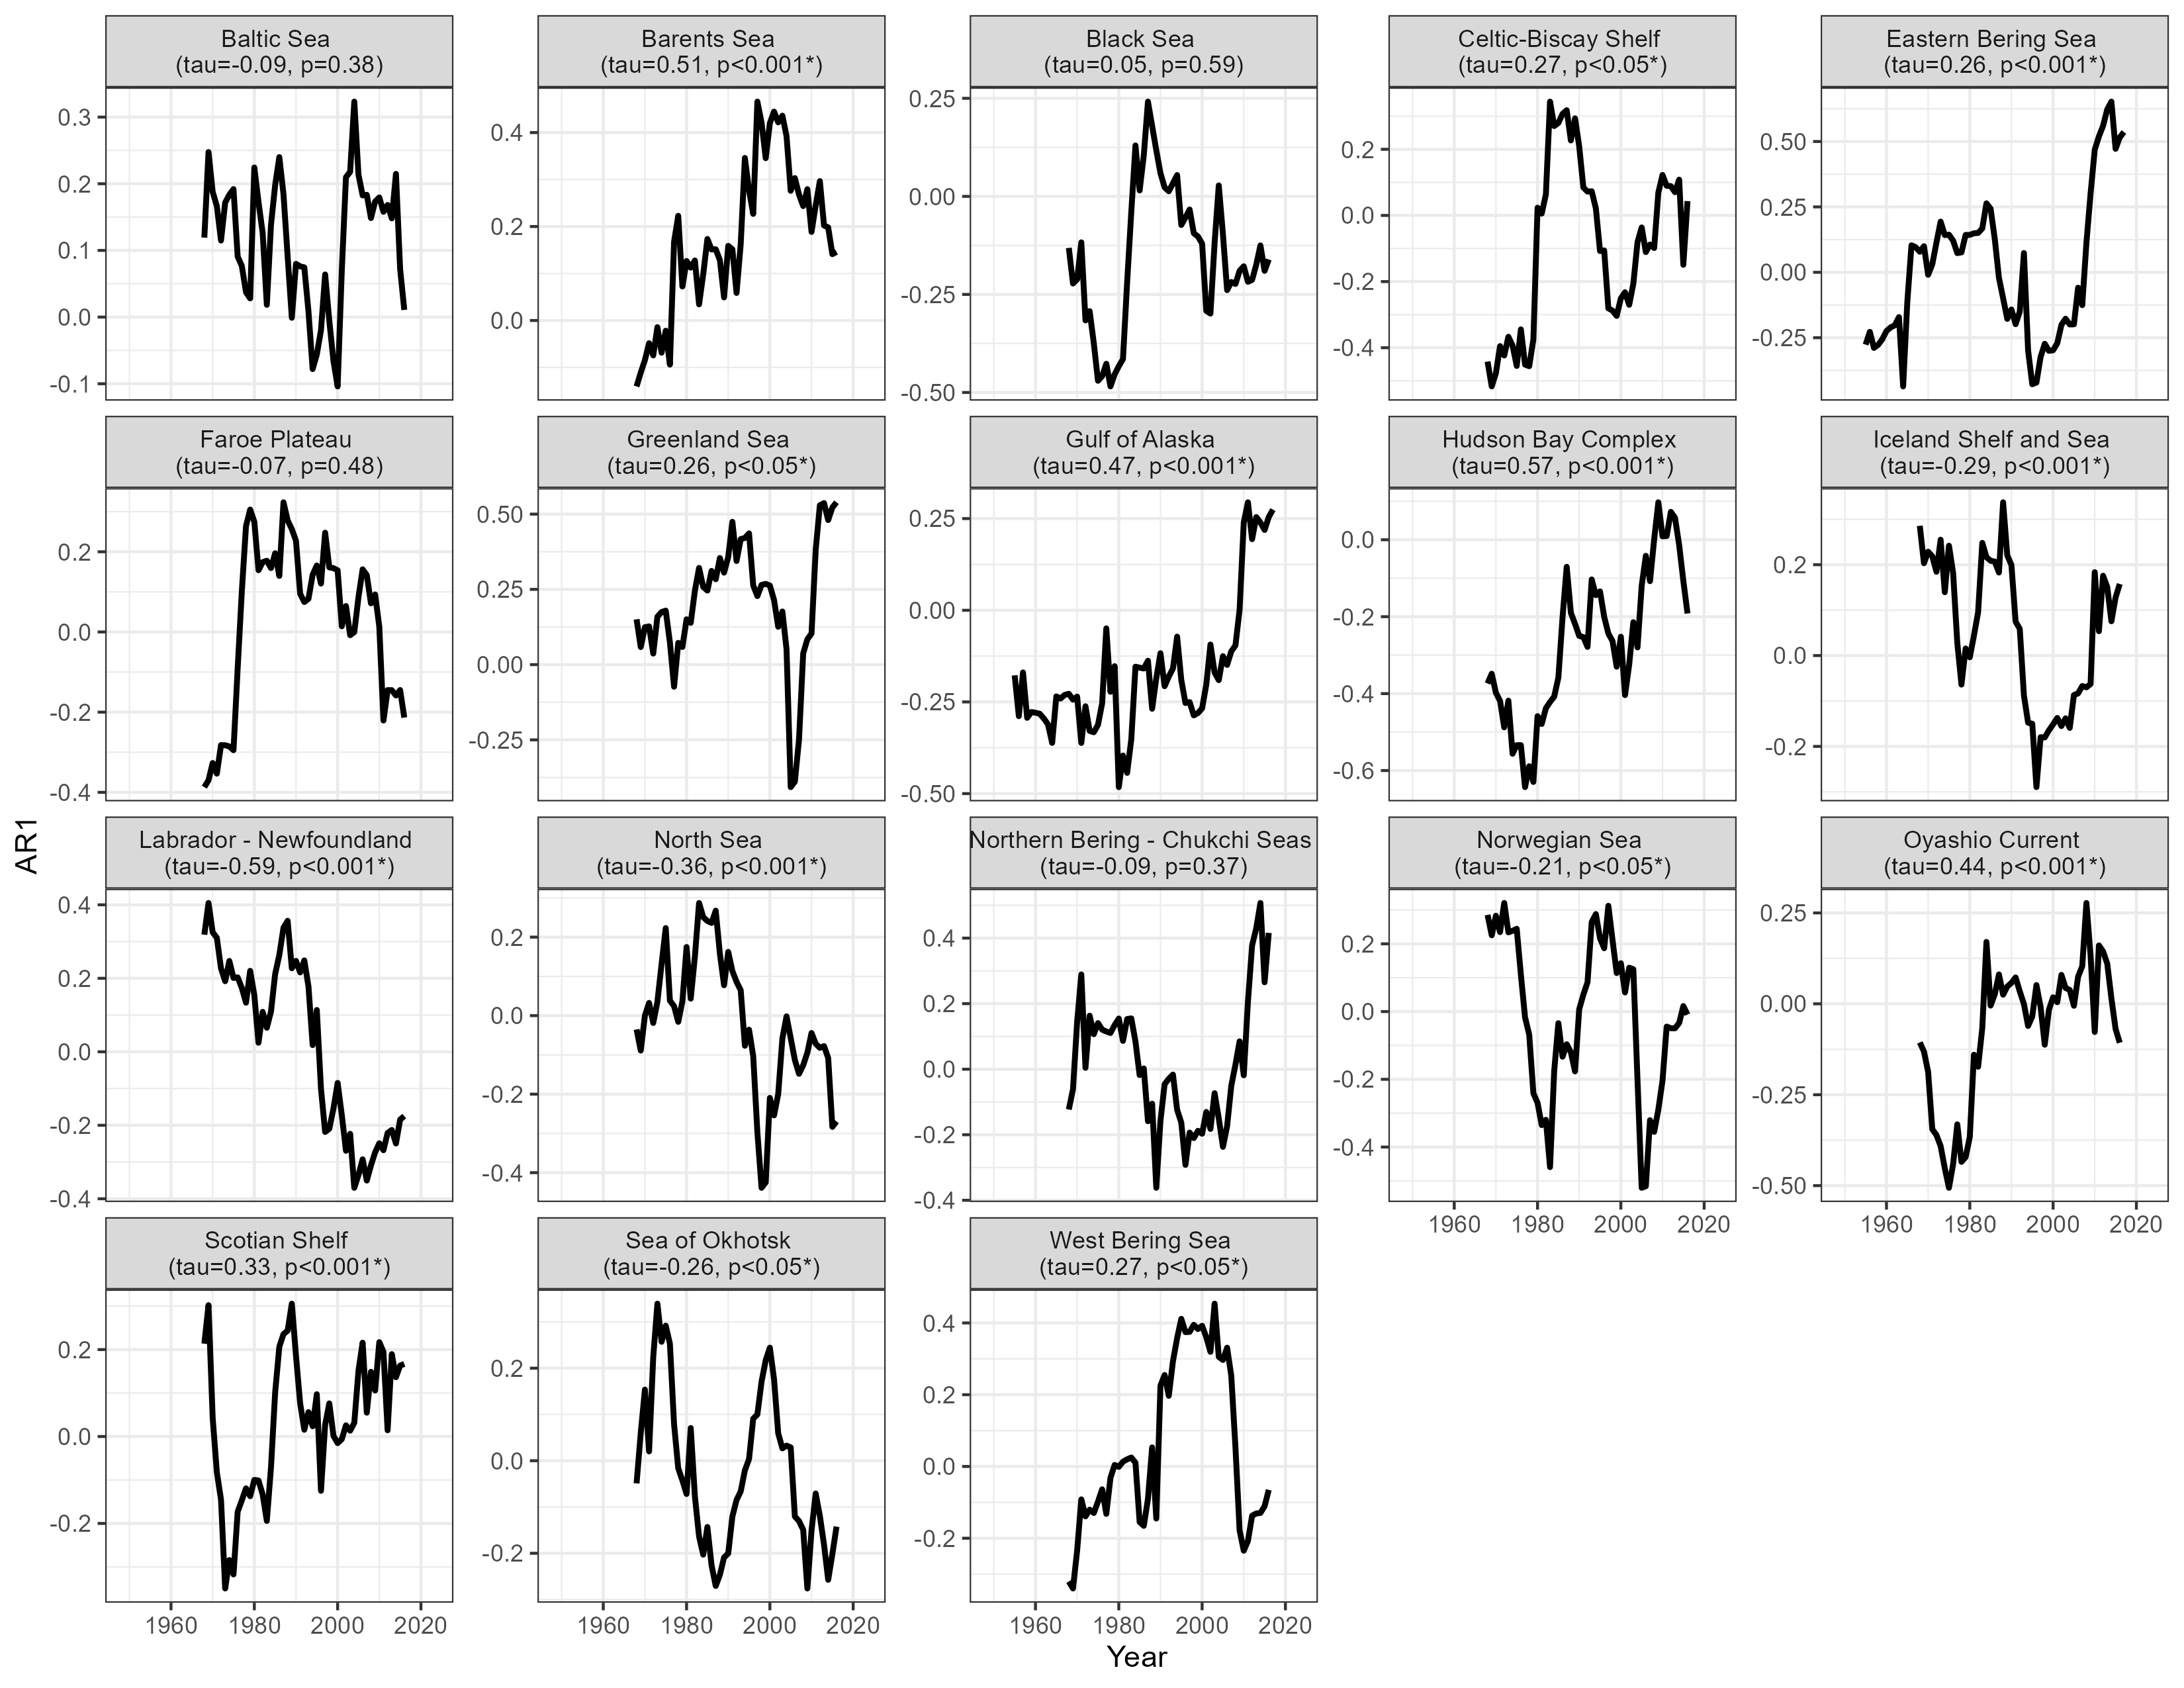 Baltic Sea
(tau=-0.09, p=0.38)
Barents Sea
(tau=0.51, p<0.001*)
Black Sea
(tau=0.05, p=0.59)
Celtic-Biscay Shelf
(tau=0.27, p<0.05*)
Eastern Bering Sea
(tau=0.26, p<0.001*)
0.3
0.2
0.1
0.0
-0.1
0.4
0.2
0.0
0.25
0.00
-0.25
-0.50
0.2
0.0
-0.2
-0.4
0.50
0.25
0.00
-0.25
Faroe Plateau
(tau=-0.07, p=0.48)
Greenland Sea
(tau=0.26, p<0.05*)
Gulf of Alaska
(tau=0.47, p<0.001*)
Hudson Bay Complex
(tau=0.57, p<0.001*)
Iceland Shelf and Sea
(tau=-0.29, p<0.001*)
0.2
0.0
-0.2
-0.4
0.50
0.25
0.00
-0.25
0.25
0.00
-0.25
-0.50
0.0
-0.2
-0.4
-0.6
0.2
0.0
-0.2
AR1
Labrador - Newfoundland
(tau=-0.59, p<0.001*)
North Sea
(tau=-0.36, p<0.001*)
Northern Bering - Chukchi Seas
(tau=-0.09, p=0.37)
Norwegian Sea
(tau=-0.21, p<0.05*)
Oyashio Current
(tau=0.44, p<0.001*)
0.4
0.2
0.0
-0.2
-0.4
0.2
0.0
-0.2
-0.4
0.4
0.2
0.0
-0.2
-0.4
0.2
0.0
-0.2
-0.4
0.25
0.00
-0.25
-0.50
1960 1980 2000 2020
1960 1980 2000 2020
Scotian Shelf
(tau=0.33, p<0.001*)
Sea of Okhotsk
(tau=-0.26, p<0.05*)
West Bering Sea
(tau=0.27, p<0.05*)
0.2
0.0
-0.2
0.2
0.0
-0.2
0.4
0.2
0.0
-0.2
1960 1980 2000 2020
1960 1980 2000 2020
1960 1980 2000 2020
Year